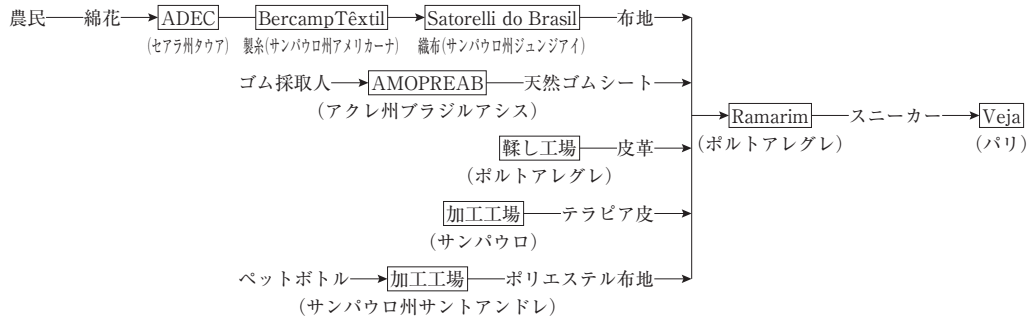 農民 綿花 ADEC BercampTêxtil Satorelli do Brasil 布地
(セアラ州タウア) 製糸(サンパウロ州アメリカーナ) 織布(サンパウロ州ジュンジアイ)
ゴム採取人 AMOPREAB 天然ゴムシート
(アクレ州ブラジルアシス)
Ramarim スニーカー Veja
(ポルトアレグレ) (パリ)
鞣し工場 皮革
(ポルトアレグレ)
加工工場 テラピア皮
(サンパウロ)
ペットボトル 加工工場 ポリエステル布地
(サンパウロ州サントアンドレ)